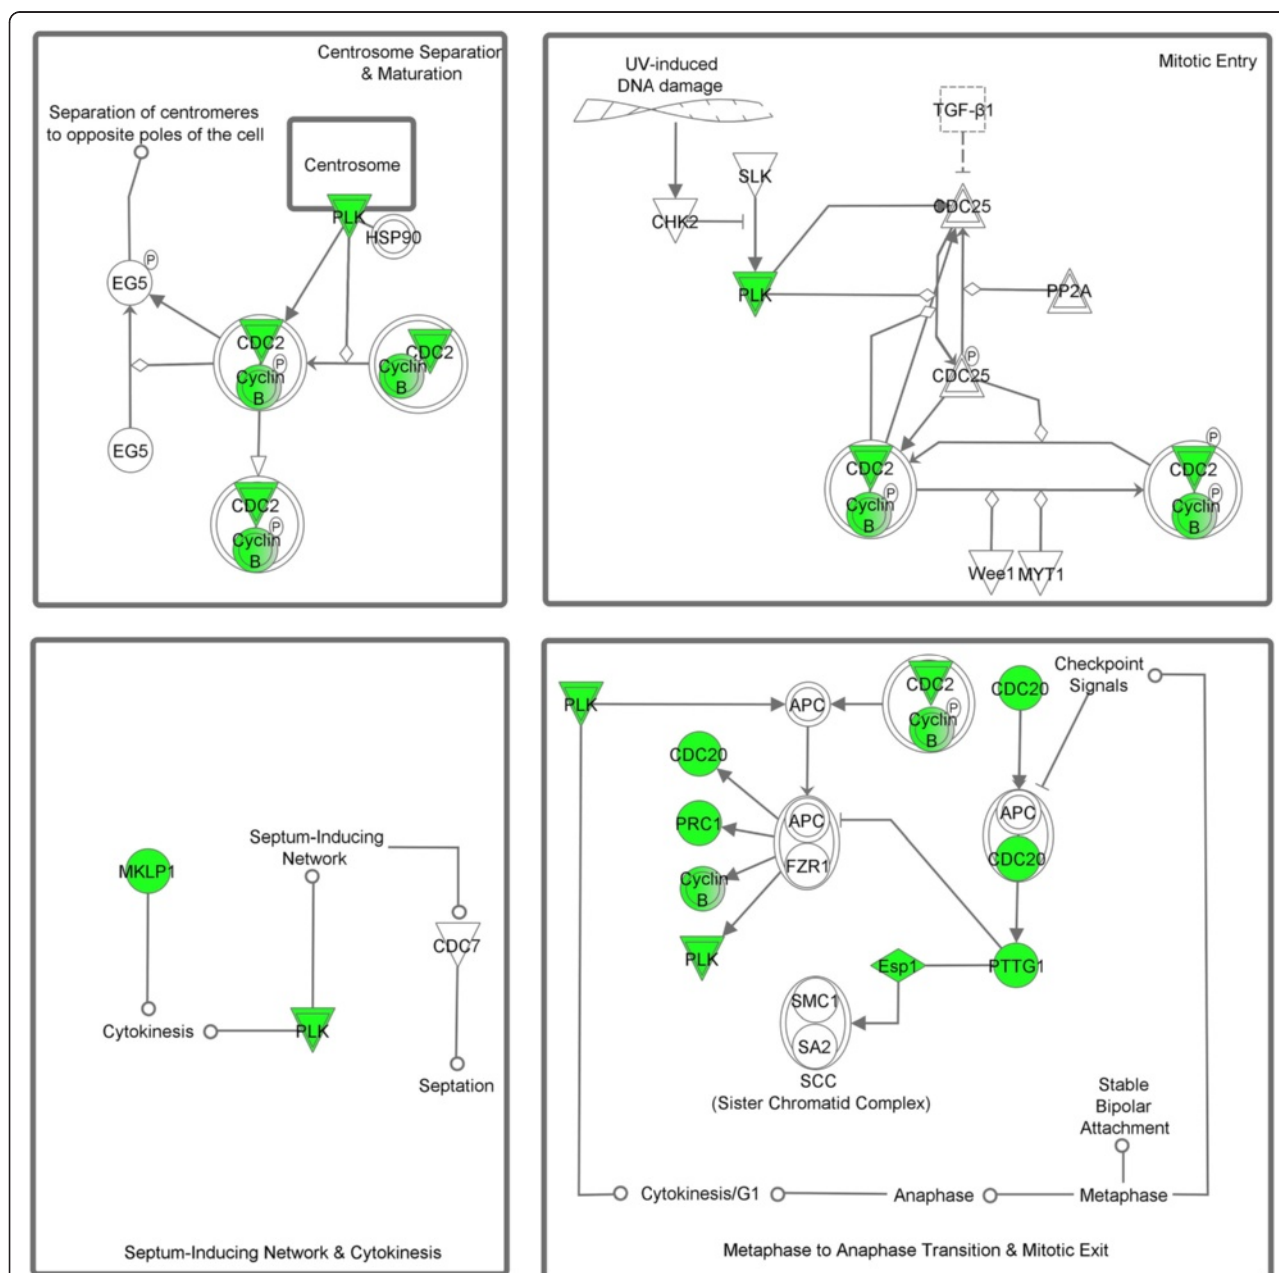 Centrosome Separation
& Maturation
Separation of centromeres
to opposite poles of the cell
Centrosome
PLK
HSP90
P
EG5
CDC2
P
Cyclin
B
CDC2
Cyclin
B
EG5
CDC2
P
Cyclin
B
Mitotic Entry
UV-induced
DNA damage
TGF-β1
SLK
CDC25
CHK2
PLK
PP2A
P
CDC25
CDC2
P
Cyclin
B
P
CDC2
P
Cyclin
B
Wee1
MYT1
Septum-Inducing
Network
MKLP1
CDC7
Cytokinesis
PLK
Septation
Septum-Inducing Network & Cytokinesis
PLK
APC
CDC2
P
Cyclin
B
CDC20
Checkpoint
Signals
CDC20
PRC1
Cyclin
B
PLK
APC
FZR1
APC
CDC20
Esp1
PTTG1
SMC1
SA2
SCC
(Sister Chromatid Complex)
Stable
Bipolar
Attachment
Cytokinesis/G1
Anaphase
Metaphase
Metaphase to Anaphase Transition & Mitotic Exit